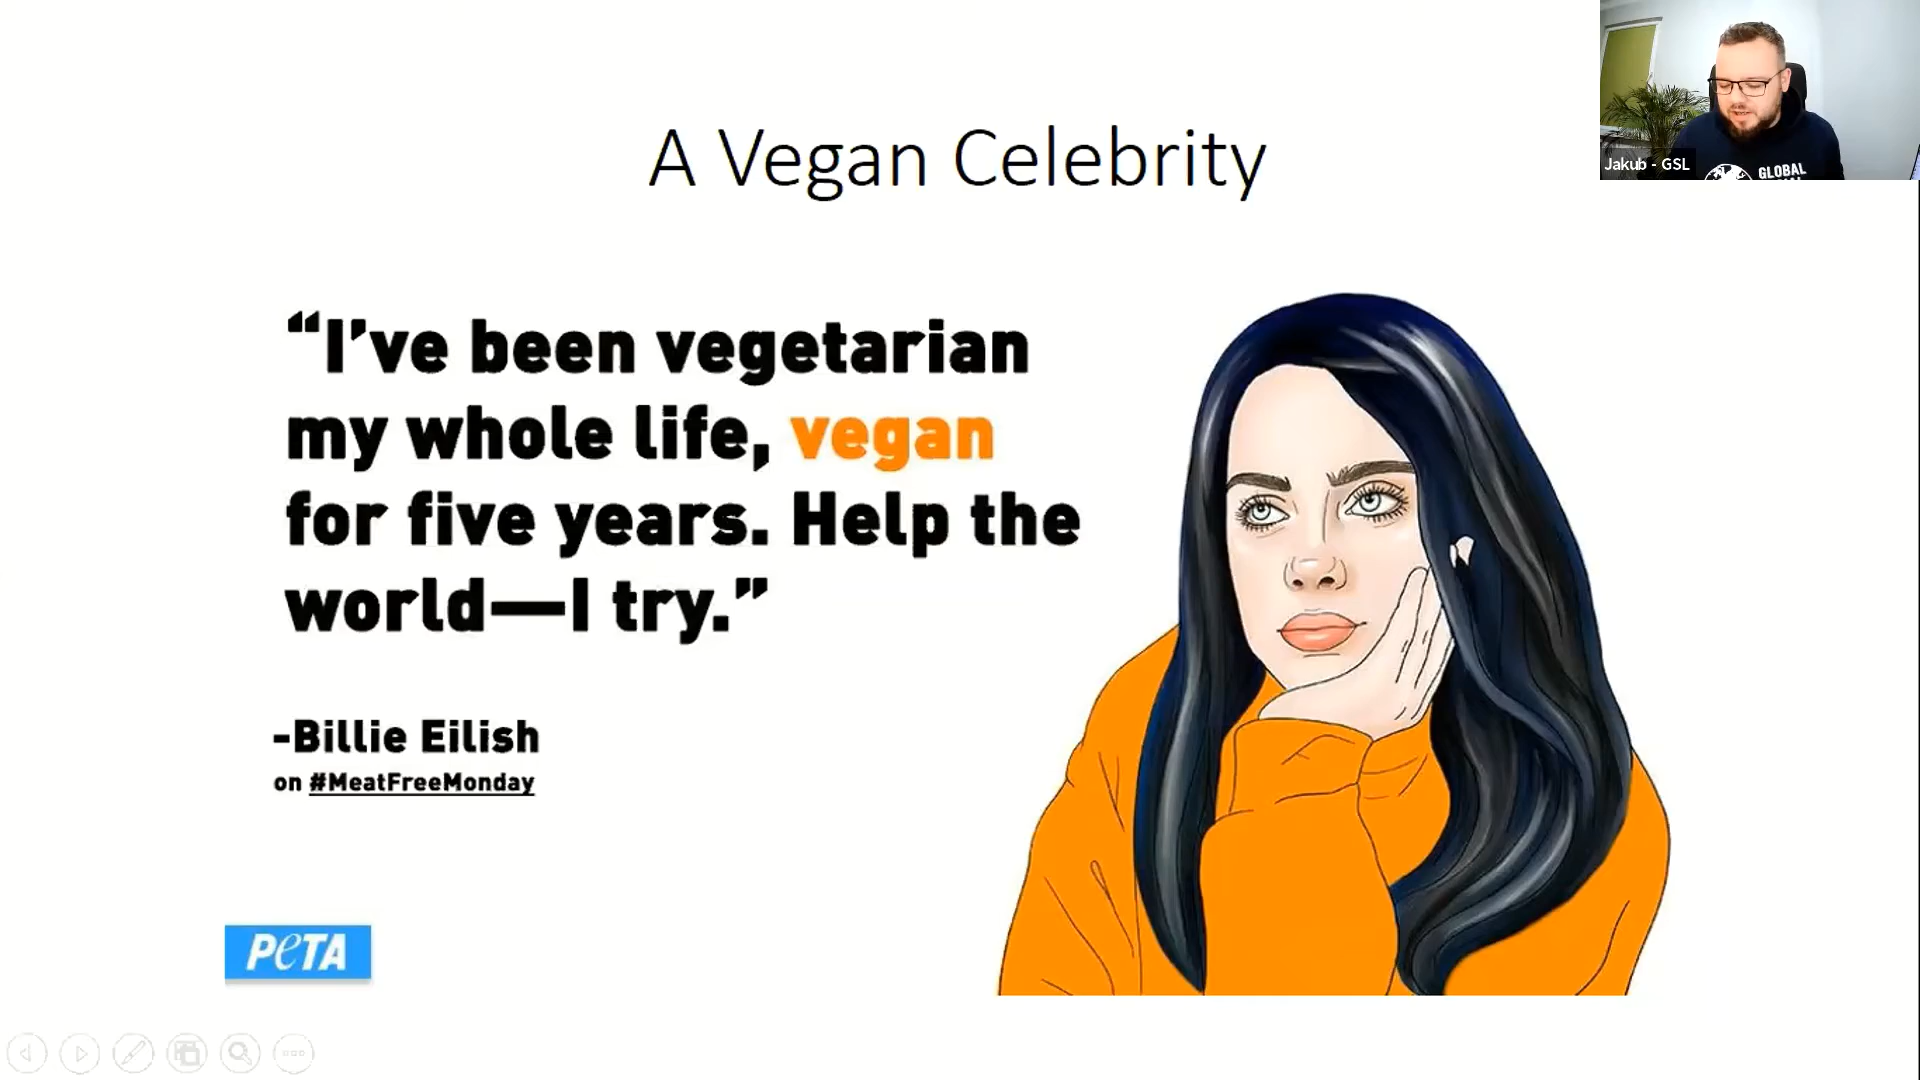 A Vegan Celebrity
Jakub - GSL
GLOBAL
“I’ve been vegetarian
my whole life, vegan
for five years. Help the
world—I try.”
-Billie Eilish
on #MeatFreeMonday
PeTA